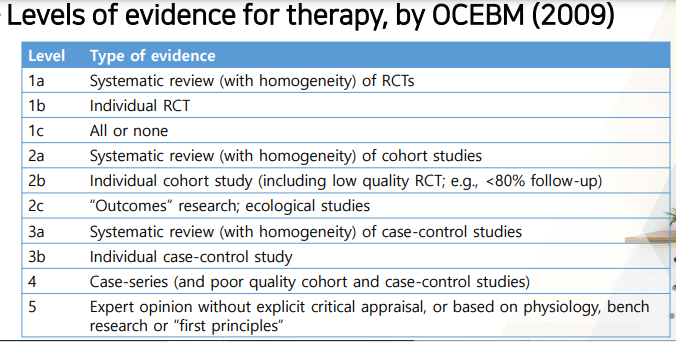 Levels of evidence for therapy, by OCEBM (2009)
Level Type of evidence
1a Systematic review (with homogeneity) of RCTs
1b Individual RCT
1c All or none
2a Systematic review (with homogeneity) of cohort studies
2b Individual cohort study (including low quality RCT; e.g., <80% follow-up)
2c “Outcomes” research; ecological studies
3a Systematic review (with homogeneity) of case-control studies
3b Individual case-control study
4 Case-series (and poor quality cohort and case-control studies)
5 Expert opinion without explicit critical appraisal, or based on physiology, bench
research or “first principles”